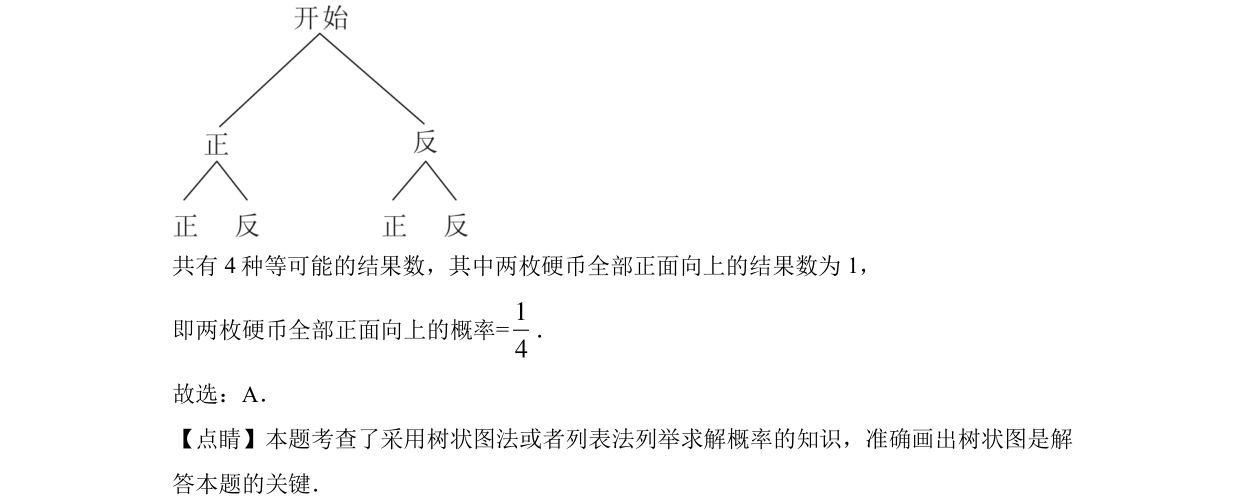 开始
正 反
正 反 正 反
共有 4 种等可能的结果数，其中两枚硬币全部正面向上的结果数为 1，
即两枚硬币全部正面向上的概率=1/4．
故选：A．
【点睛】本题考查了采用树状图法或者列表法列举求解概率的知识，准确画出树状图是解
答本题的关键．